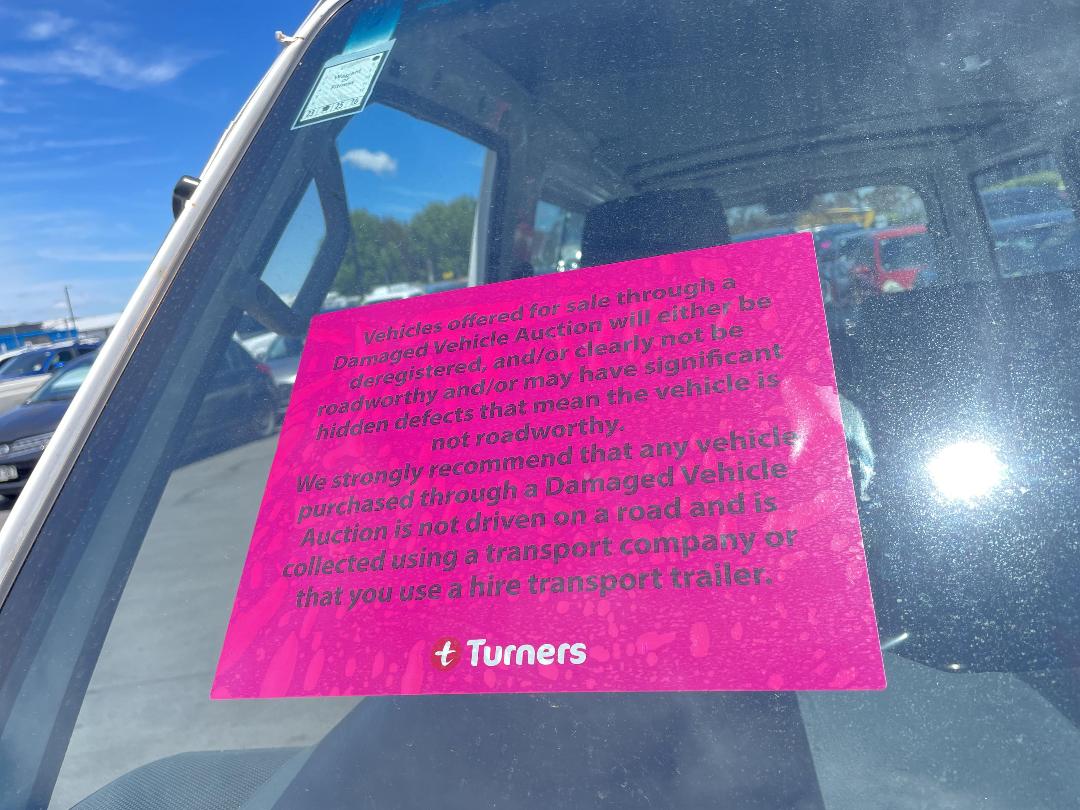 Warrant
of
Fitness
Vehicles offered for sale through a
Damaged Vehicle Auction will either be
deregistered, and/or clearly not be
roadworthy and/or may have significant
hidden defects that mean the vehicle is
not roadworthy.
We strongly recommend that any vehicle
purchased through a Damaged Vehicle
Auction is not driven on a road and is
collected using a transport company or
that you use a hire transport trailer.
t Turners